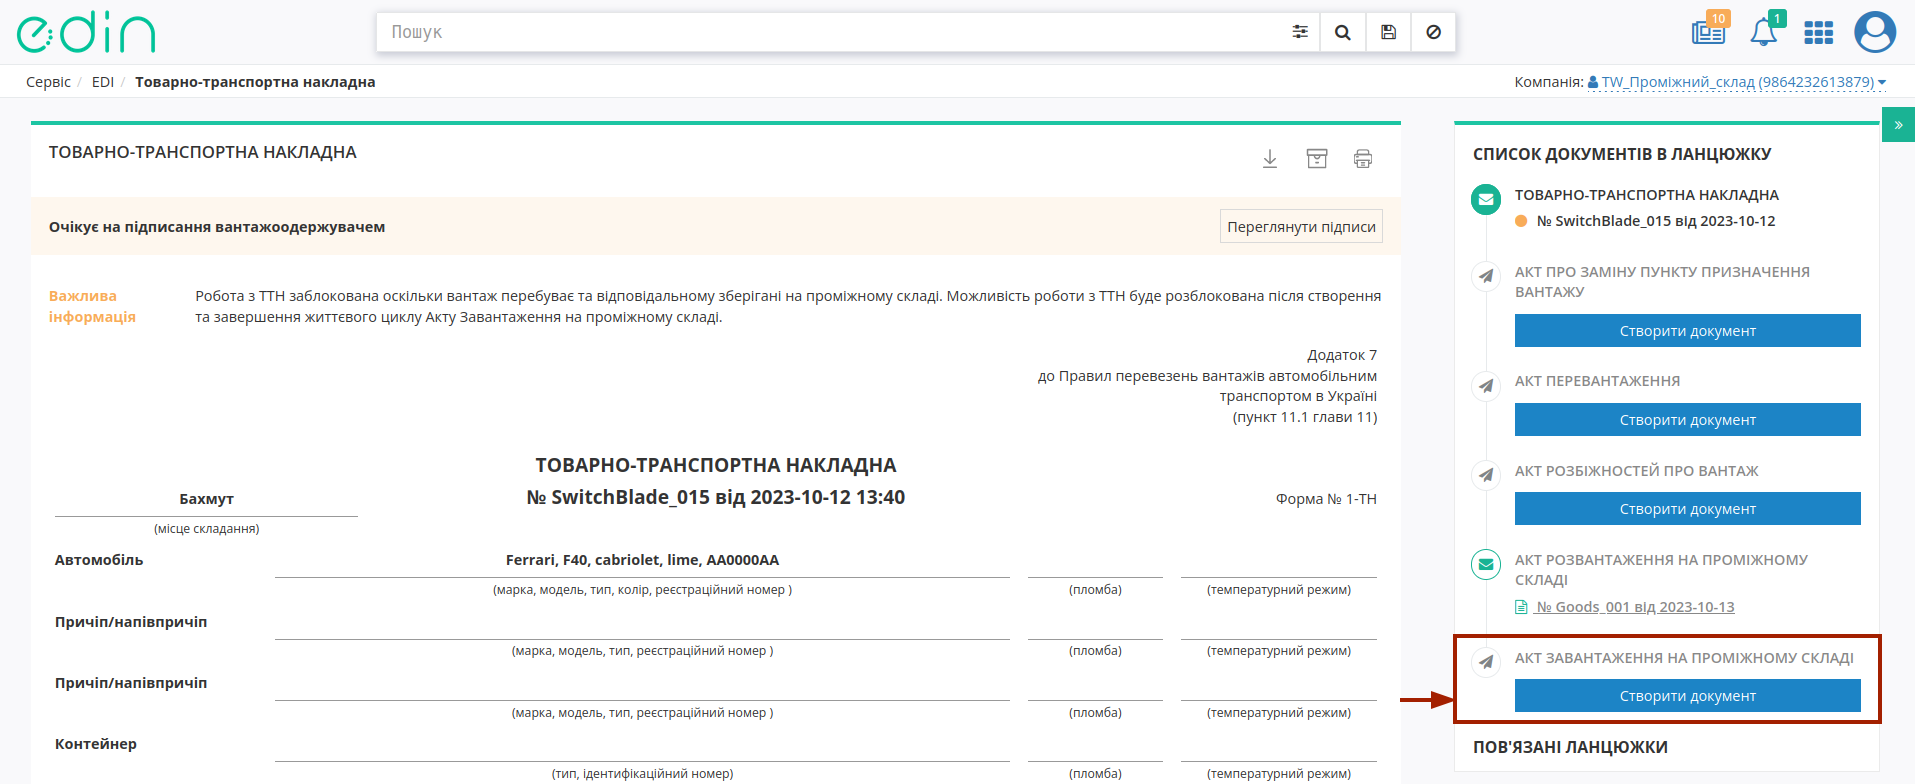 edin
Пошук
10
1
Сервіс / EDI / Товарно-транспортна накладна
Компанія: TW_Проміжний_склад (9864232613879)
»
ТОВАРНО-ТРАНСПОРТНА НАКЛАДНА
Очікує на підписання вантажоодержувачем
Переглянути підписи
Важлива
інформація
Робота з ТТН заблокована оскільки вантаж перебуває та відповідальному зберігані на проміжному складі. Можливість роботи з ТТН буде розблокована після створення
та завершення життєвого циклу Акту Завантаження на проміжному складі.
Додаток 7
до Правил перевезень вантажів автомобільним
транспортом в Україні
(пункт 11.1 глави 11)
ТОВАРНО-ТРАНСПОРТНА НАКЛАДНА
№ SwitchBlade_015 від 2023-10-12 13:40
Бахмут
(місце складання)
Форма № 1-ТН
Автомобіль
Ferrari, F40, cabriolet, lime, AA0000AA
(марка, модель, тип, колір, реєстраційний номер )
(пломба)
(температурний режим)
Причіп/напівпричіп
(марка, модель, тип, реєстраційний номер )
(пломба)
(температурний режим)
Причіп/напівпричіп
(марка, модель, тип, реєстраційний номер )
(пломба)
(температурний режим)
Контейнер
(тип, ідентифікаційний номер)
(пломба)
(температурний режим)
СПИСОК ДОКУМЕНТІВ В ЛАНЦЮЖКУ
ТОВАРНО-ТРАНСПОРТНА НАКЛАДНА
№ SwitchBlade_015 від 2023-10-12
АКТ ПРО ЗАМІНУ ПУНКТУ ПРИЗНАЧЕННЯ
ВАНТАЖУ
Створити документ
АКТ ПЕРЕВАНТАЖЕННЯ
Створити документ
АКТ РОЗБІЖНОСТЕЙ ПРО ВАНТАЖ
Створити документ
АКТ РОЗВАНТАЖЕННЯ НА ПРОМІЖНОМУ
СКЛАДІ
№ Goods_001 від 2023-10-13
АКТ ЗАВАНТАЖЕННЯ НА ПРОМІЖНОМУ СКЛАДІ
Створити документ
ПОВ'ЯЗАНІ ЛАНЦЮЖКИ